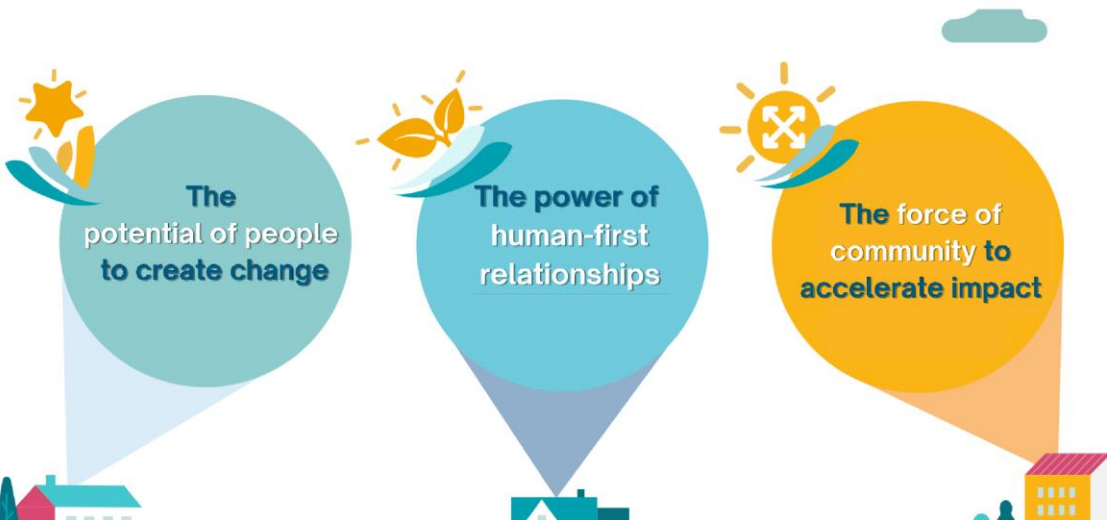 The
potential of people
to create change
The power of
human-first
relationships
The force of
community to
accelerate impact